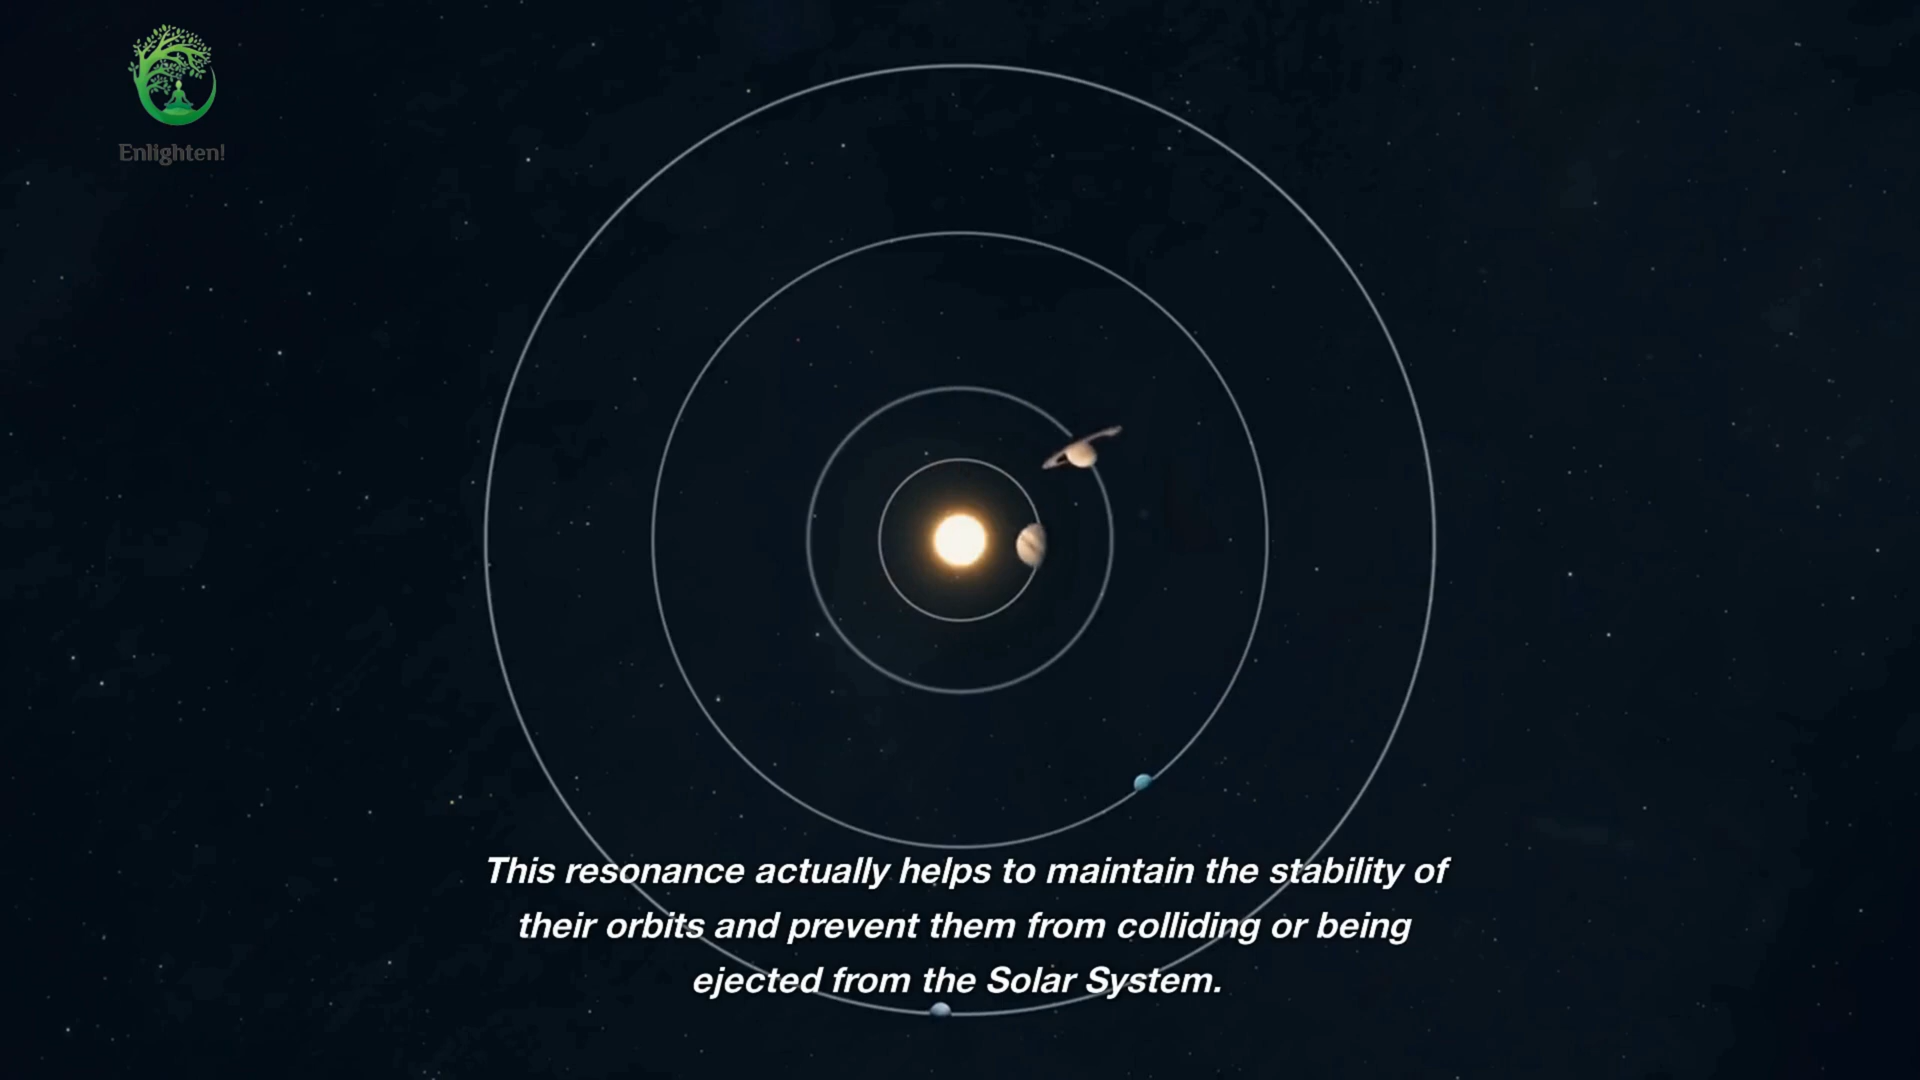 Enlighten!
This resonance actually helps to maintain the stability of
their orbits and prevent them from colliding or being
ejected from the Solar System.